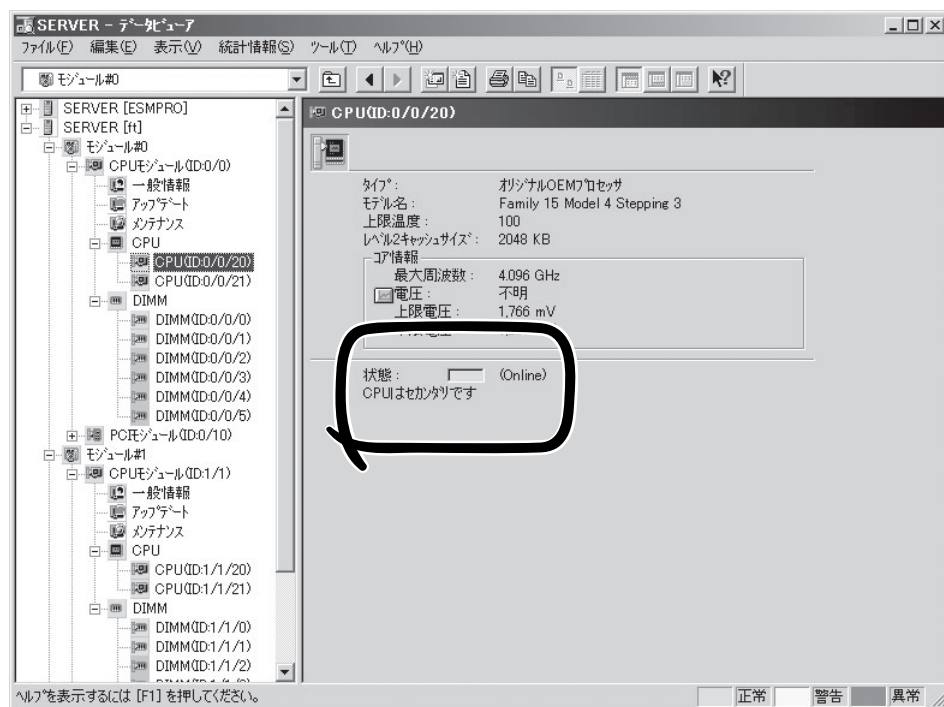 SERVER - データビューア
ファイル(F) 編集(E) 表示(V) 統計情報(S) ツール(T) ヘルプ(H)
モジュール#0
SERVER [ESMPRO]
SERVER [ft]
モジュール#0
CPUモジュール(ID:0/0)
一般情報
アップデート
メンテナンス
CPU
CPU(ID:0/0/20)
CPU(ID:0/0/21)
DIMM
DIMM(ID:0/0/0)
DIMM(ID:0/0/1)
DIMM(ID:0/0/2)
DIMM(ID:0/0/3)
DIMM(ID:0/0/4)
DIMM(ID:0/0/5)
PCIモジュール(ID:0/10)
モジュール#1
CPUモジュール(ID:1/1)
一般情報
アップデート
メンテナンス
CPU
CPU(ID:1/1/20)
CPU(ID:1/1/21)
DIMM
DIMM(ID:1/1/0)
DIMM(ID:1/1/1)
DIMM(ID:1/1/2)
CPU(ID:0/0/20)
タイプ: オリジナルOEMプロセッサ
モデル名: Family 15 Model 4 Stepping 3
上限温度: 100
レベル2キャッシュサイズ: 2048 KB
コア情報
最大周波数: 4.096 GHz
電圧: 不明
上限電圧: 1,766 mV
状態: (Online)
CPUはセカンダリです
ヘルプを表示するには [F1] を押してください。
正常 警告 異常